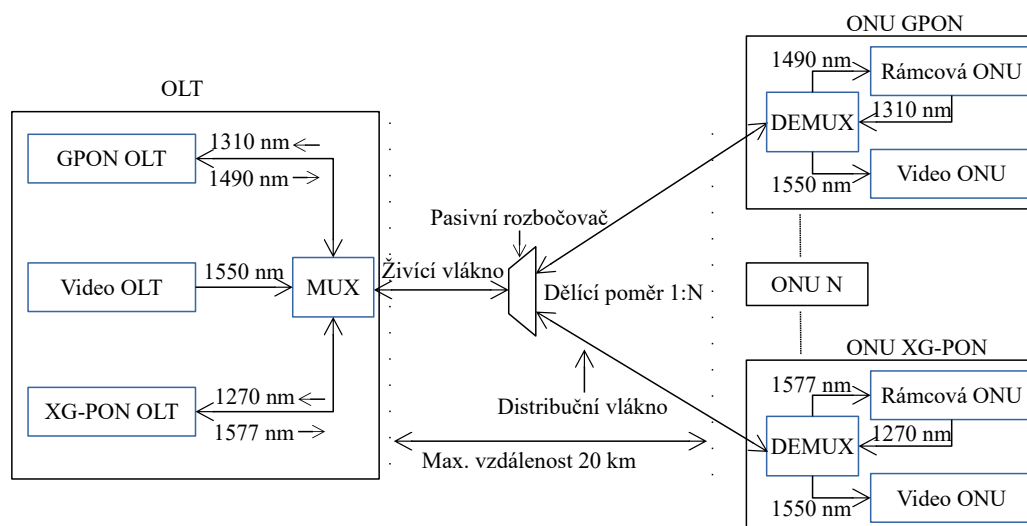 OLT
GPON OLT
1310 nm
1490 nm
Video OLT
1550 nm
MUX
XG-PON OLT
1270 nm
1577 nm
Živící vlákno
Pasivní rozbočovač
Dělící poměr 1:N
Distribuční vlákno
Max. vzdálenost 20 km
ONU GPON
1490 nm
Rámcová ONU
DEMUX
1310 nm
1550 nm
Video ONU
ONU N
ONU XG-PON
1577 nm
Rámcová ONU
DEMUX
1270 nm
1550 nm
Video ONU